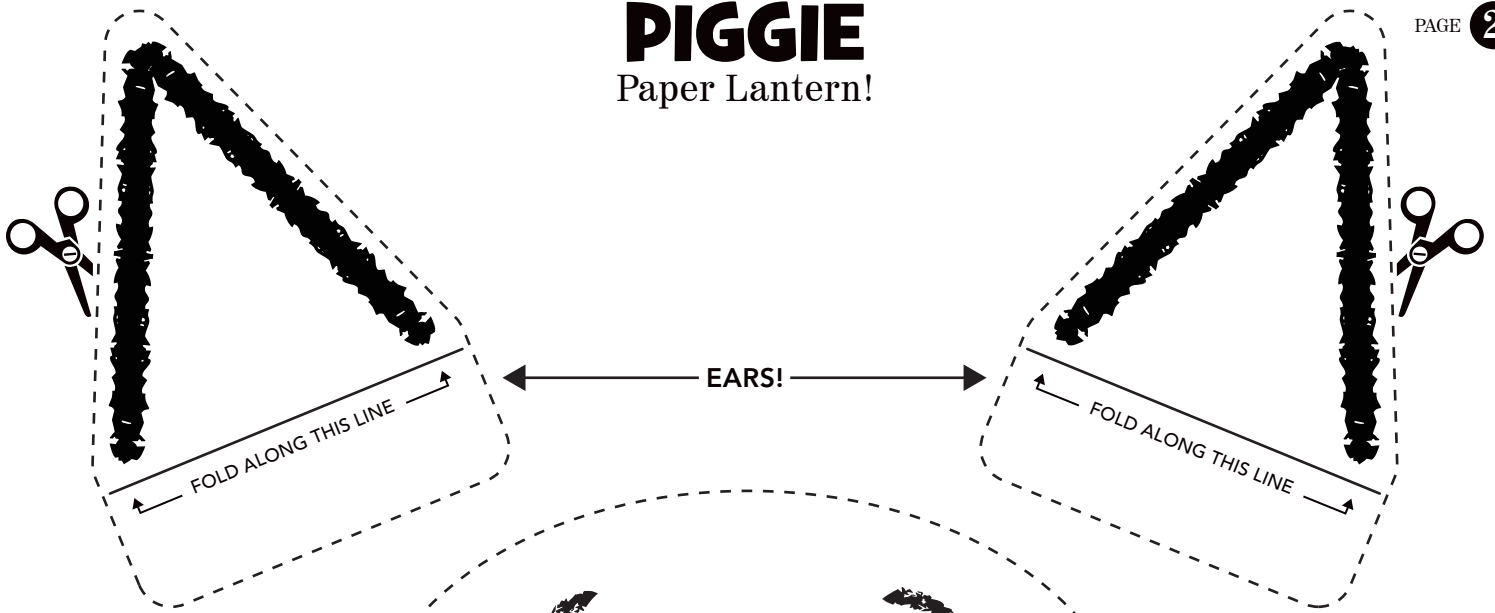 PIGGIE
PAGE 2
Paper Lantern!
EARS!
FOLD ALONG THIS LINE
FOLD ALONG THIS LINE